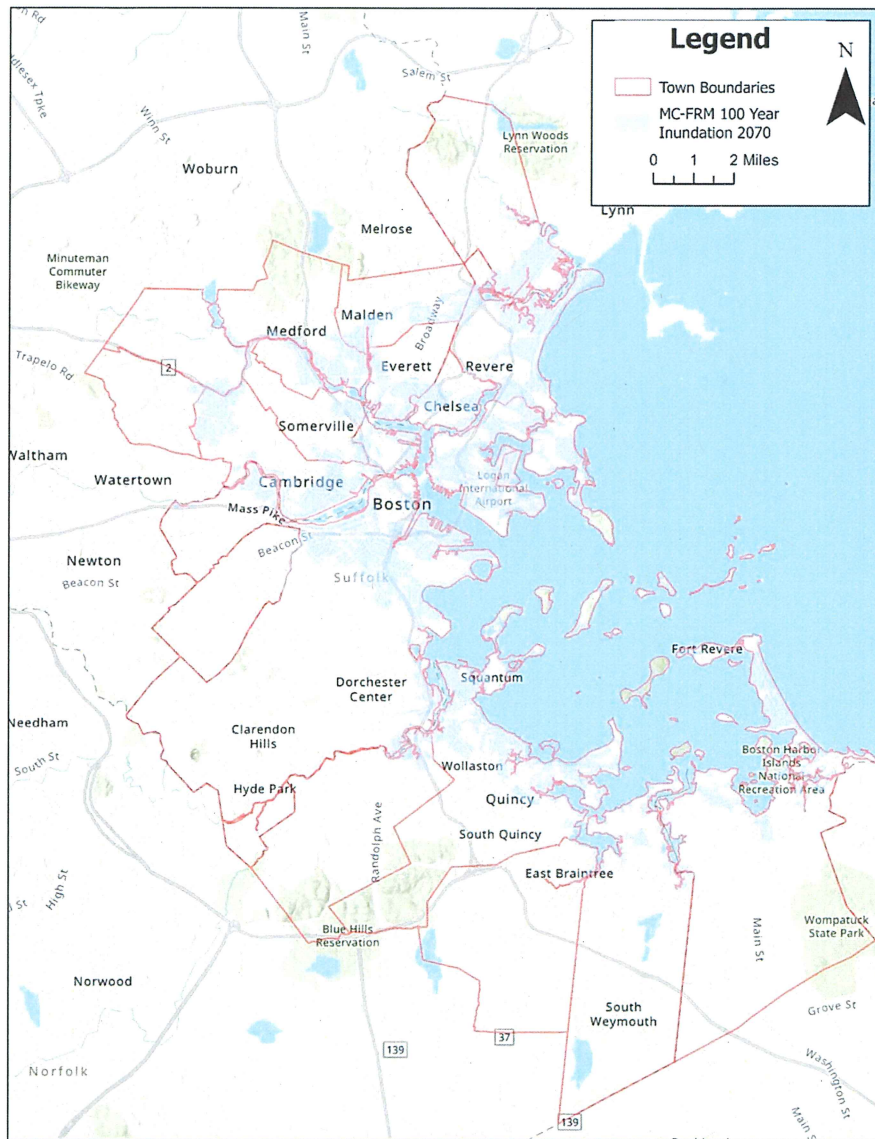 Legend
N
Town Boundaries
MC-FRM 100 Year
Inundation 2070
0 1 2 Miles
Main St
Salem St
Winn St
Lynn Woods
Reservation
Woburn
Lynn
Melrose
Minuteman
Commuter
Bikeway
Malden
Broadway
Medford
Trapelo Rd
2
Everett
Revere
Chelsea
Somerville
Waltham
Watertown
Cambridge
Logan
International
Airport
Mass Pike
Boston
Beacon St
Newton
Beacon St
Suffolk
Fort Revere
Dorchester
Center
Squantum
Needham
Clarendon
Hills
South St
Wollaston
Boston Harbor
Islands
National
Recreation Area
Hyde Park
Quincy
Randolph Ave
South Quincy
High St
East Braintree
Blue Hills
Reservation
Main St
Wompatuck
State Park
Norwood
South
Weymouth
Grove St
37
139
Norfolk
Washington St
139
Main S